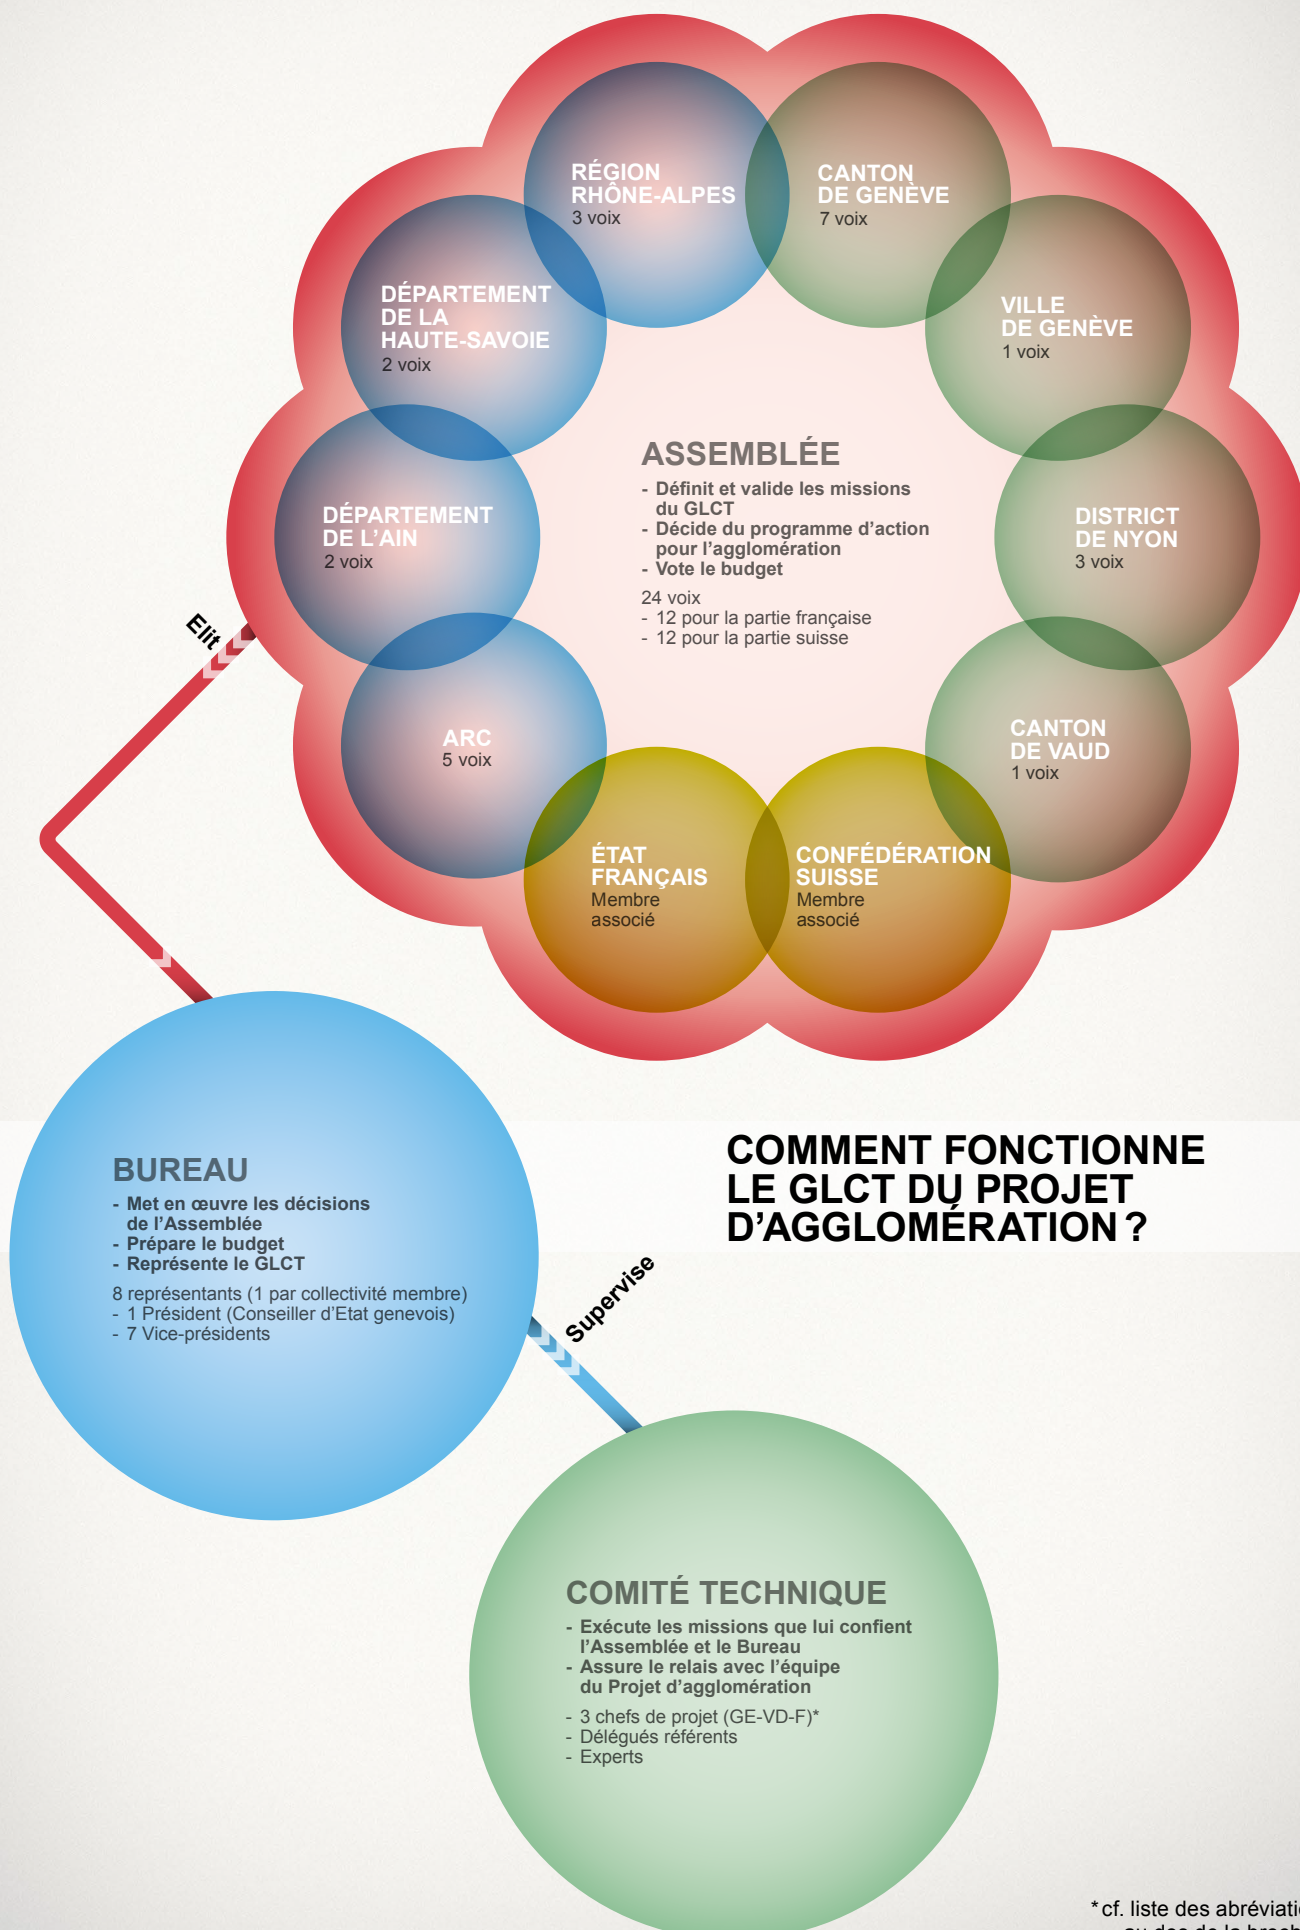 RÉGION
RHÔNE-ALPES
3 voix
CANTON
DE GENÈVE
7 voix
DÉPARTEMENT
DE LA
HAUTE-SAVOIE
2 voix
VILLE
DE GENÈVE
1 voix
ASSEMBLÉE
- Définit et valide les missions
du GLCT
- Décide du programme d'action
pour l'agglomération
- Vote le budget
24 voix
- 12 pour la partie française
- 12 pour la partie suisse
DÉPARTEMENT
DE L'AIN
2 voix
DISTRICT
DE NYON
3 voix
Elit
ARC
5 voix
CANTON
DE VAUD
1 voix
ÉTAT
FRANÇAIS
Membre
associé
CONFÉDÉRATION
SUISSE
Membre
associé
COMMENT FONCTIONNE
LE GLCT DU PROJET
D'AGGLOMÉRATION ?
BUREAU
- Met en œuvre les décisions
de l'Assemblée
- Prépare le budget
- Représente le GLCT
8 représentants (1 par collectivité membre)
- 1 Président (Conseiller d'Etat genevois)
- 7 Vice-présidents
Supervise
COMITÉ TECHNIQUE
- Exécute les missions que lui confient
l'Assemblée et le Bureau
- Assure le relais avec l'équipe
du Projet d'agglomération
- 3 chefs de projet (GE-VD-F)*
- Délégués référents
- Experts
* cf. liste des